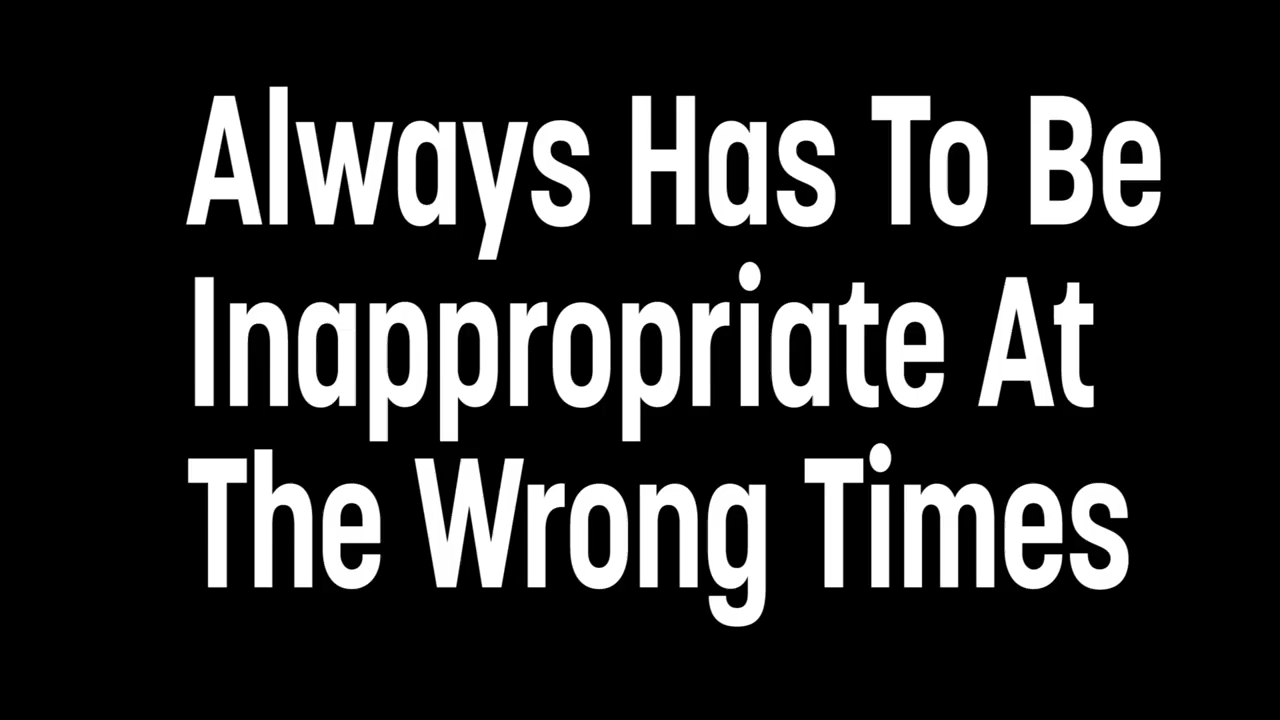 Always Has To Be
Inappropriate At
The Wrong Times